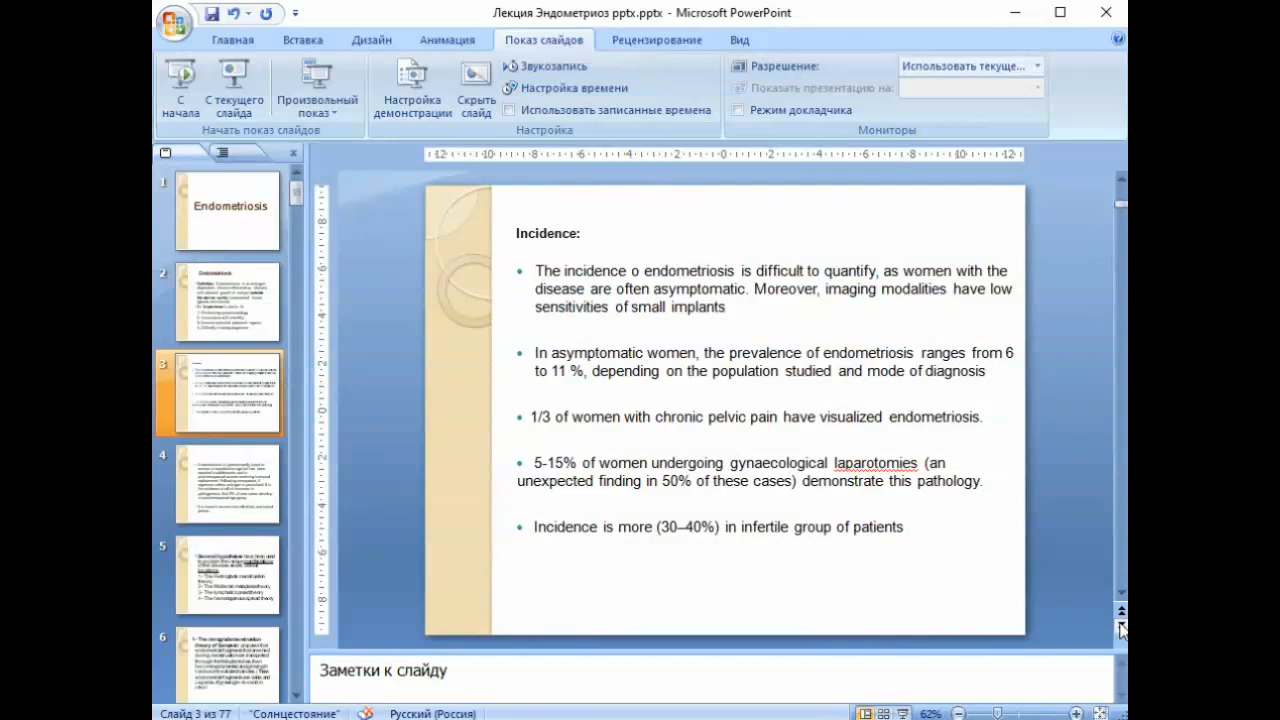 Лекция Эндометриоз pptx.pptx - Microsoft PowerPoint
Главная Вставка Дизайн Анимация Показ слайдов Рецензирование Вид
С начала
С текущего слайда
Произвольный показ
Начать показ слайдов
Настройка демонстрации
Скрыть слайд
Звукозапись
Настройка времени
Использовать записанные времена
Настройка
Разрешение: Использовать текуще...
Показать презентацию на:
Режим докладчика
Мониторы
1
Endometriosis
2
3
4
5
6
Incidence:
• The incidence o endometriosis is difficult to quantify, as women with the
disease are often asymptomatic. Moreover, imaging modalities have low
sensitivities of small implants
• In asymptomatic women, the prevalence of endometriosis ranges from 6
to 11 %, depending on the population studied and mode of diagnosis
• 1/3 of women with chronic pelvic pain have visualized endometriosis.
• 5-15% of women undergoing gynaecological laparotomies (an
unexpected finding in 50% of these cases) demonstrate this pathology.
• Incidence is more (30–40%) in infertile group of patients
Заметки к слайду
Слайд 3 из 77 "Солнцестояние" Русский (Россия) 62%